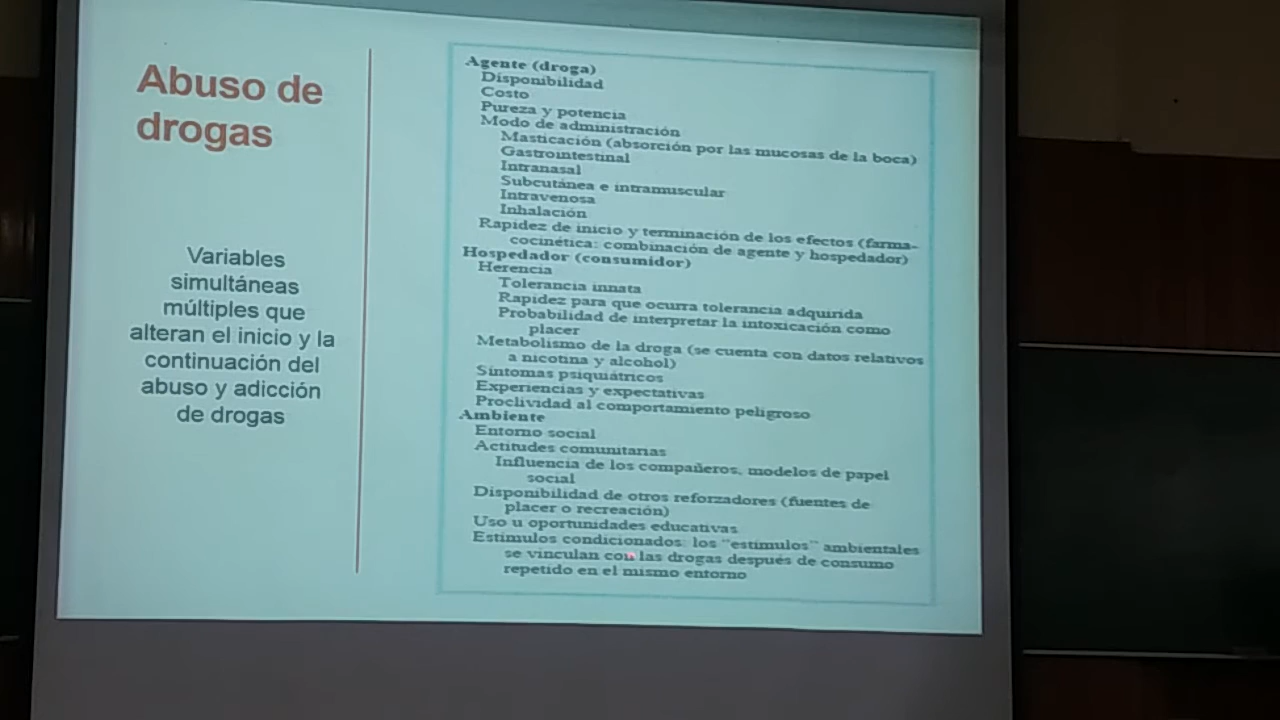 Abuso de
drogas
Variables
simultáneas
múltiples que
alteran el inicio y la
continuación del
abuso y adicción
de drogas
Agente (droga)
Disponibilidad
Costo
Pureza y potencia
Modo de administración
Masticación (absorción por las mucosas de la boca)
Gastrointestinal
Intranasal
Subcutánea e intramuscular
Intravenosa
Inhalación
Rapidez de inicio y terminación de los efectos (farma-
cocinética: combinación de agente y hospedador)
Hospedador (consumidor)
Herencia
Tolerancia innata
Rapidez para que ocurra tolerancia adquirida
Probabilidad de interpretar la intoxicación como
placer
Metabolismo de la droga (se cuenta con datos relativos
a nicotina y alcohol)
Síntomas psiquiátricos
Experiencias y expectativas
Proclividad al comportamiento peligroso
Ambiente
Entorno social
Actitudes comunitarias
Influencia de los compañeros, modelos de papel
social
Disponibilidad de otros reforzadores (fuentes de
placer o recreación)
Uso u oportunidades educativas
Estímulos condicionados: los "estímulos" ambientales
se vinculan con las drogas después de consumo
repetido en el mismo entorno